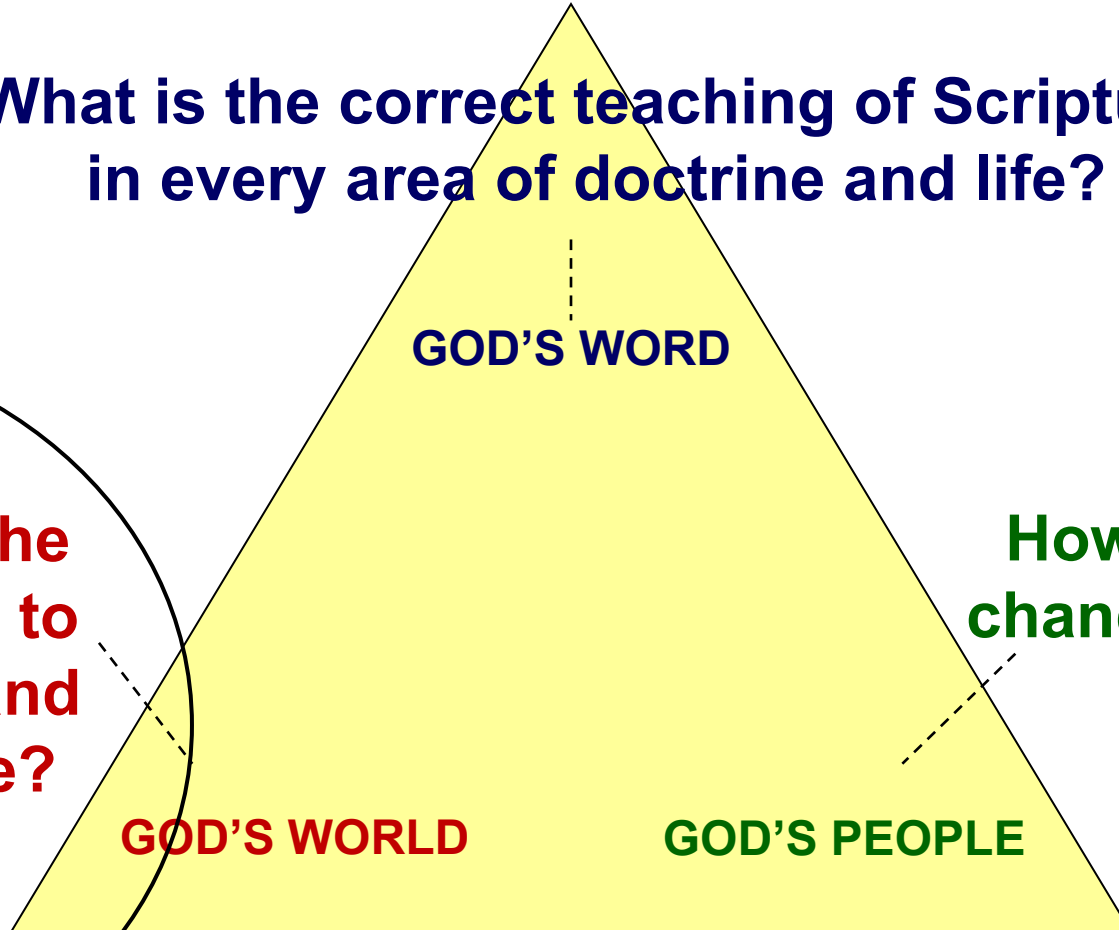 What is the correct teaching of Scriptu
in every area of doctrine and life?
GOD’S WORD
he
to
nd
e?
How
chan
GOD’S WORLD
GOD’S PEOPLE